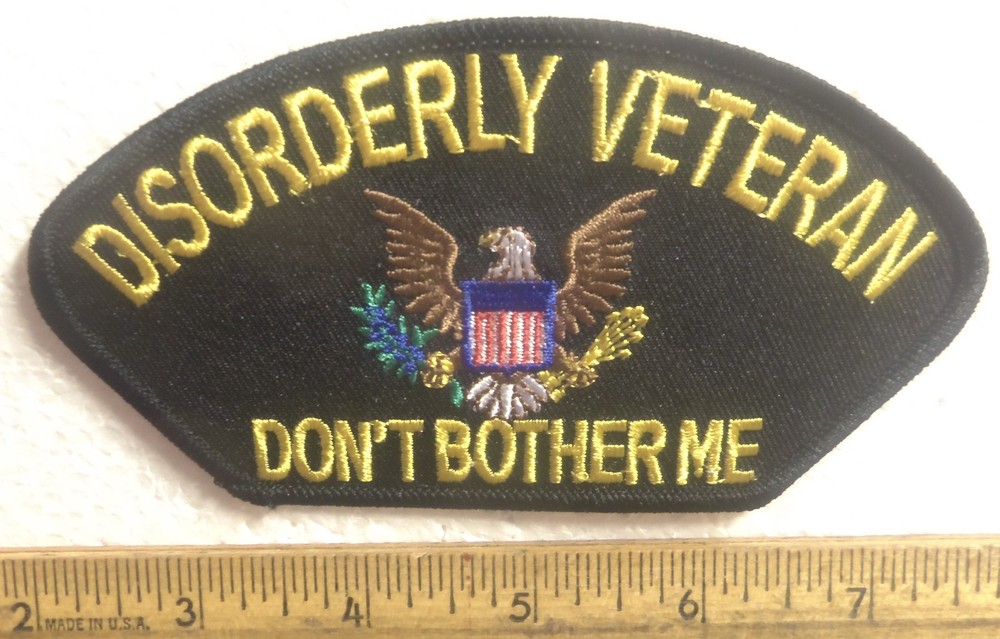 DISORDERLY VETERAN
DON'T BOTHER ME
2 3 4 5 6 7
MADE IN U.S.A.